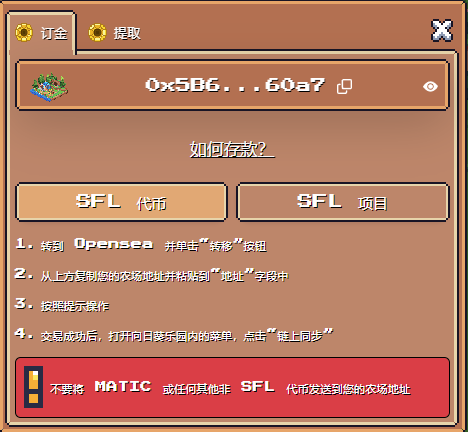 订金 提取
0x5B6...60a7
如何存款?
SFL 代币 SFL 项目
1. 转到 Opensea 并单击"转移"按钮
2. 从上方复制您的农场地址并粘贴到"地址"字段中
3. 按照提示操作
4. 交易成功后，打开向日葵乐园内的菜单，点击"链上同步"
不要将 MATIC 或任何其他非 SFL 代币发送到您的农场地址